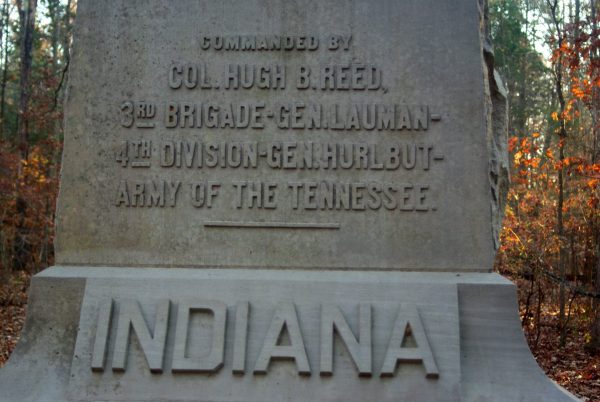 COMMANDED BY
COL. HUGH B. REED,
3RD BRIGADE-GEN. LAUMAN-
4TH DIVISION-GEN. HURLBUT-
ARMY OF THE TENNESSEE.
INDIANA